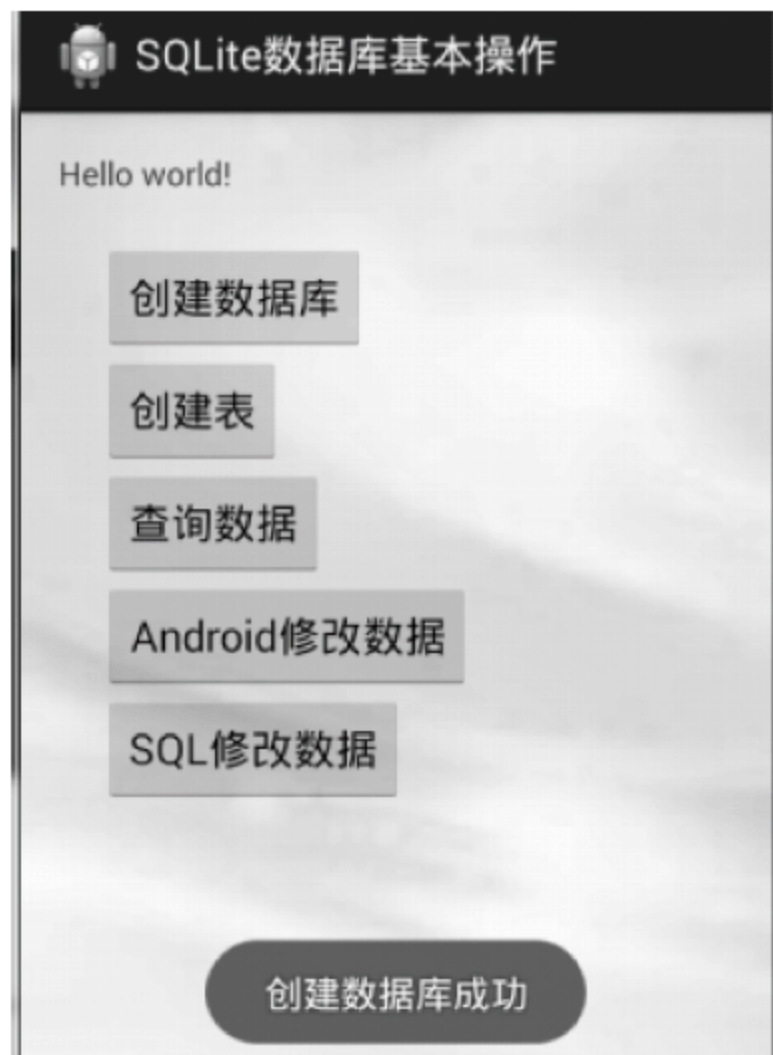 SQLite数据库基本操作
Hello world!
创建数据库
创建表
查询数据
Android修改数据
SQL修改数据
创建数据库成功